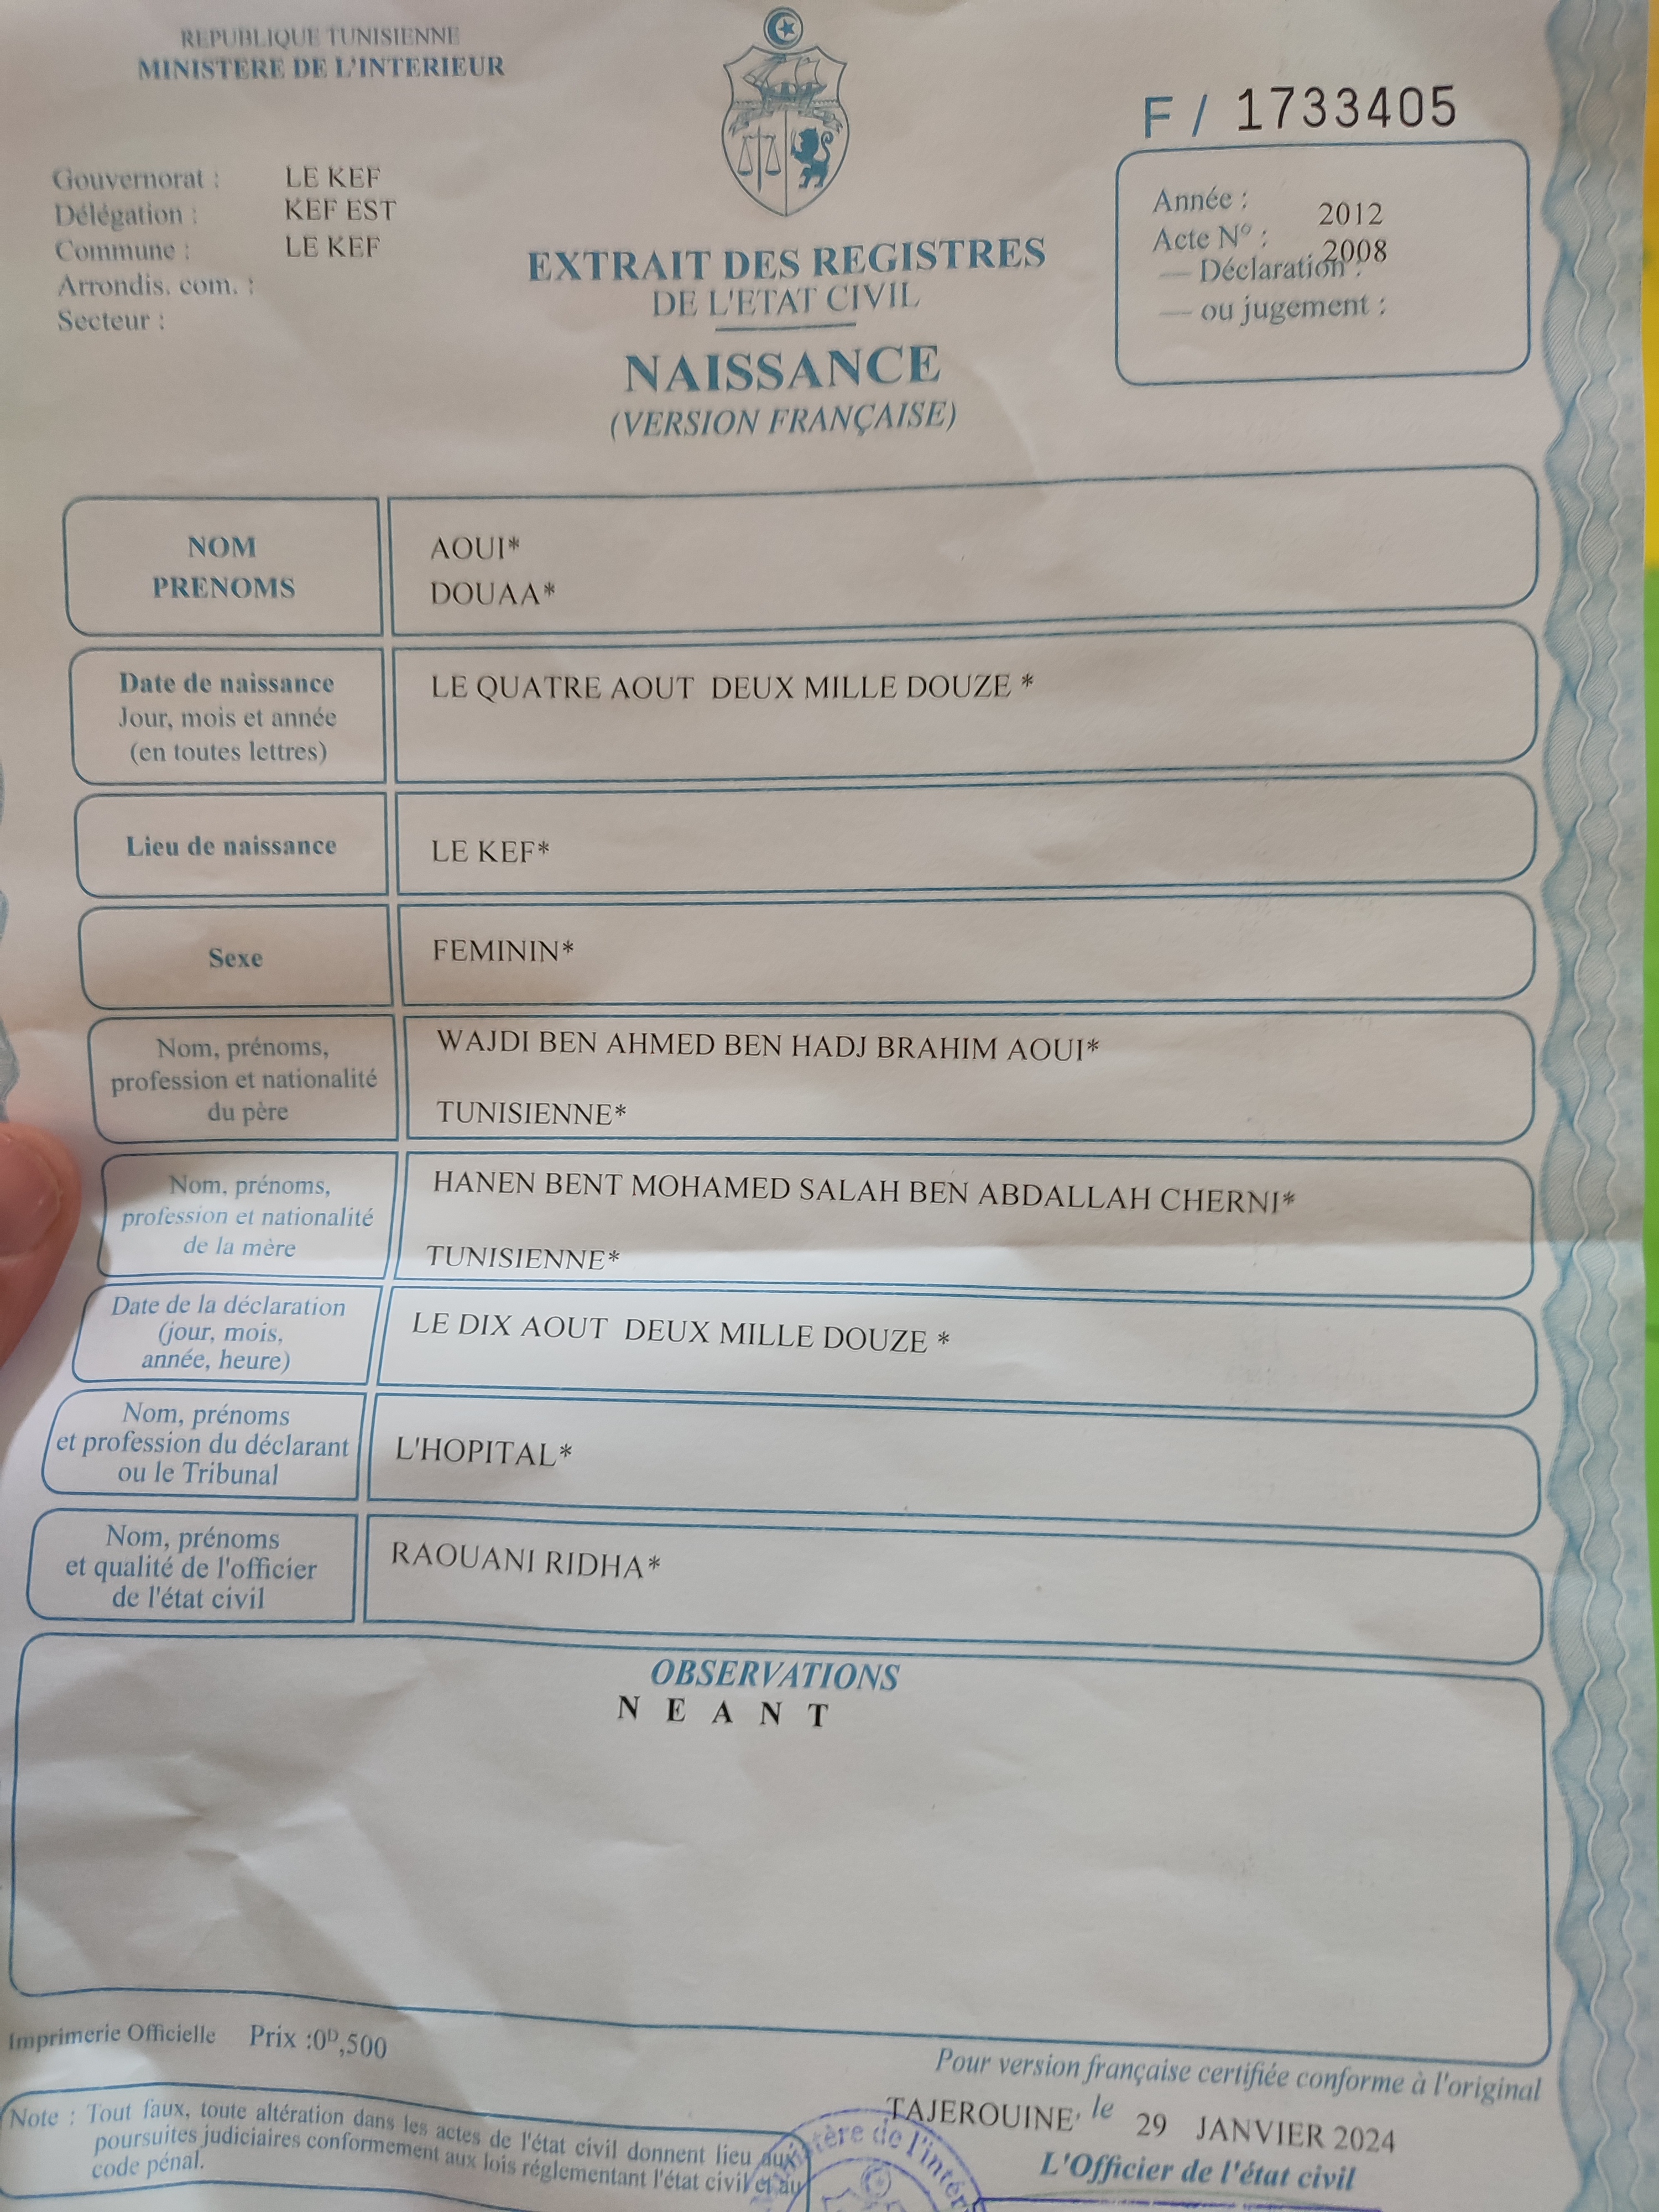 REPUBLIQUE TUNISIENNE
MINISTERE DE L'INTERIEUR
F / 1733405
Gouvernorat : LE KEF
Délégation : KEF EST
Commune : LE KEF
Arrondis. com. :
Secteur :
EXTRAIT DES REGISTRES
DE L'ETAT CIVIL
NAISSANCE
(VERSION FRANÇAISE)
Année : 2012
Acte N° : 2008
— Déclaration :
— ou jugement :
NOM AOUI*
PRENOMS DOUAA*
Date de naissance
Jour, mois et année
(en toutes lettres)
LE QUATRE AOUT DEUX MILLE DOUZE *
Lieu de naissance LE KEF*
Sexe FEMININ*
Nom, prénoms,
profession et nationalité
du père
WAJDI BEN AHMED BEN HADJ BRAHIM AOUI*
TUNISIENNE*
Nom, prénoms,
profession et nationalité
de la mère
HANEN BENT MOHAMED SALAH BEN ABDALLAH CHERNI*
TUNISIENNE*
Date de la déclaration
(jour, mois,
année, heure)
LE DIX AOUT DEUX MILLE DOUZE *
Nom, prénoms
et profession du déclarant
ou le Tribunal
L'HOPITAL*
Nom, prénoms
et qualité de l'officier
de l'état civil
RAOUANI RIDHA*
OBSERVATIONS
N E A N T
Imprimerie Officielle Prix :0ᴰ,500
Pour version française certifiée conforme à l'original
TAJEROUINE, le 29 JANVIER 2024
L'Officier de l'état civil
Note : Tout faux, toute altération dans les actes de l'état civil donnent lieu aux
poursuites judiciaires conformement aux lois réglementant l'état civil et au
code pénal.
Ministère de l'intér